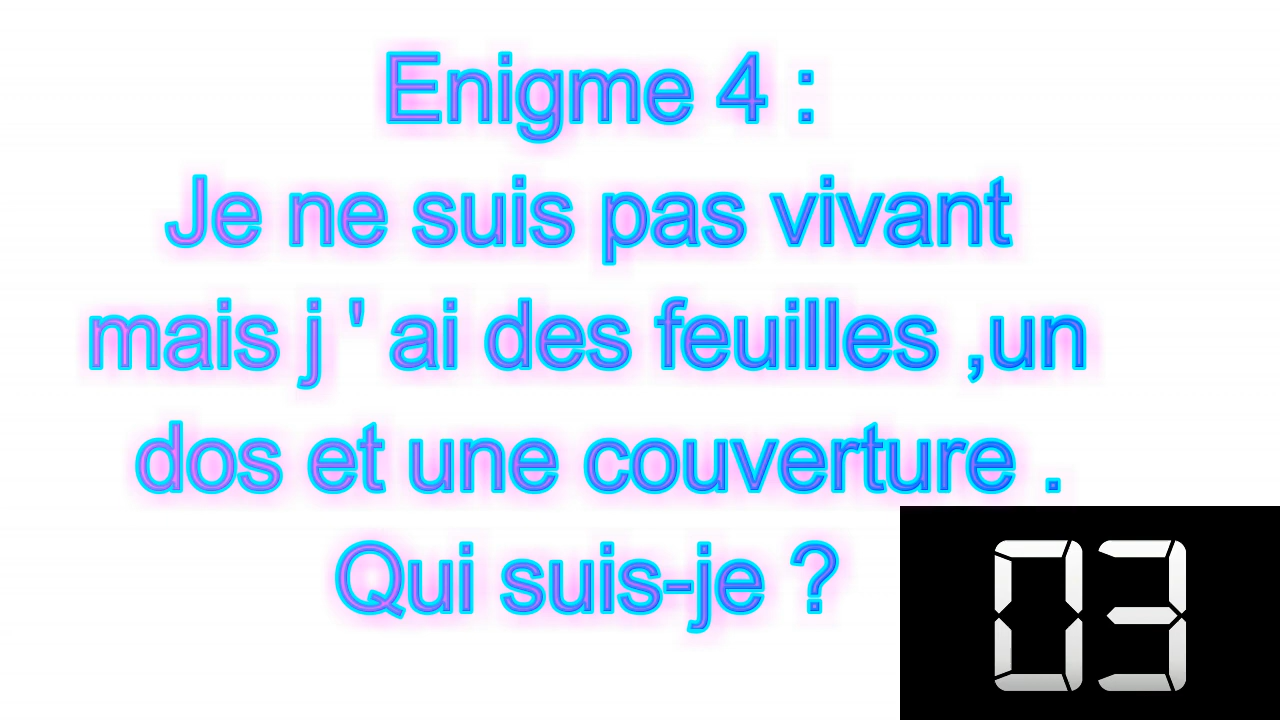 Enigme 4 :
Je ne suis pas vivant
mais j ' ai des feuilles ,un
dos et une couverture .
Qui suis-je ?
03